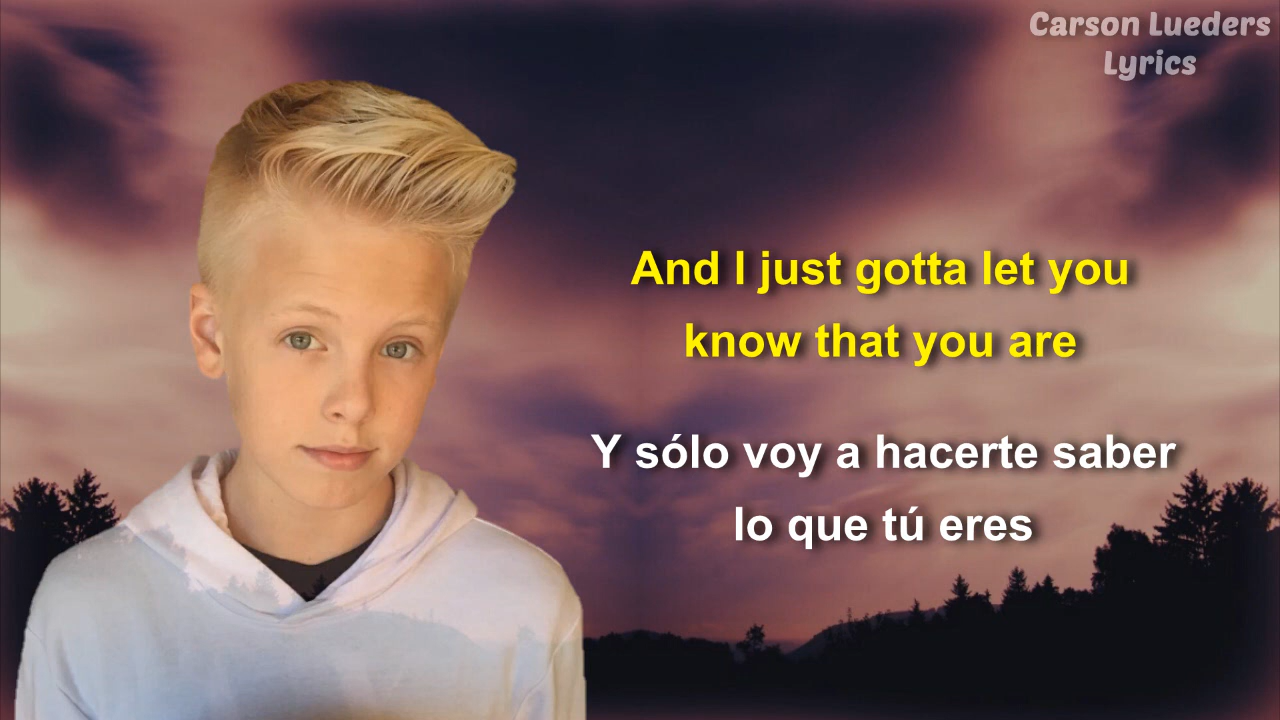 Carson Lueders
Lyrics
And I just gotta let you
know that you are
Y sólo voy a hacerte saber
lo que tú eres